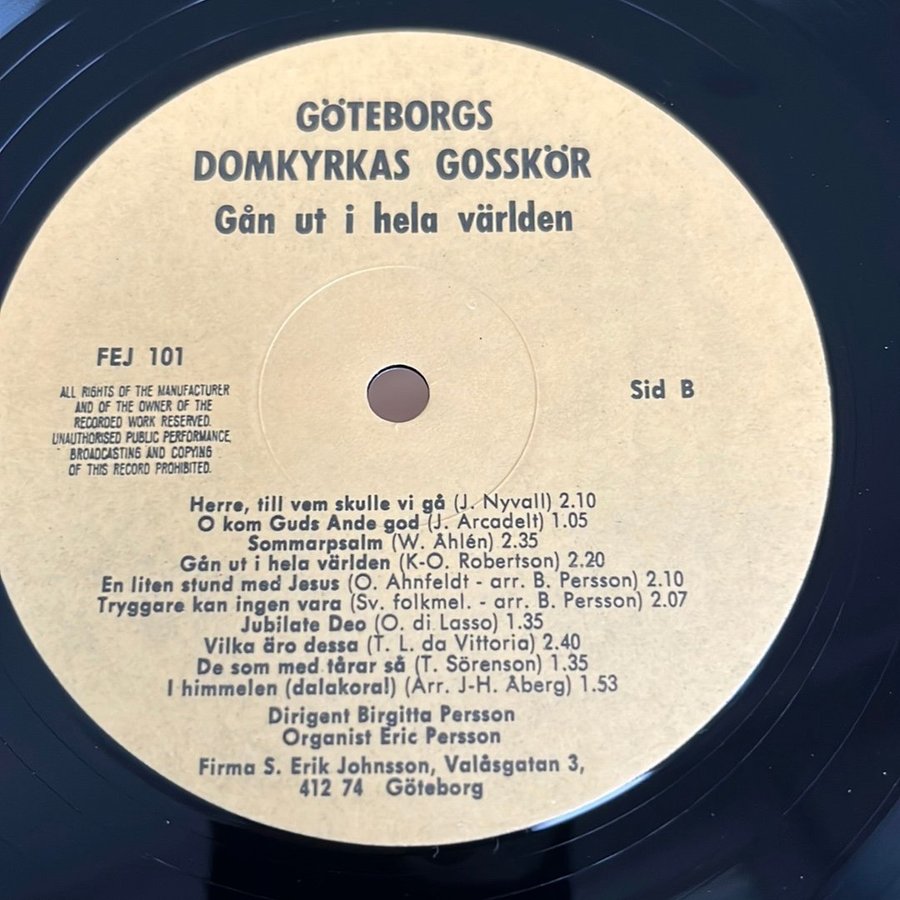 GÖTEBORGS
DOMKYRKAS GOSSKÖR
Gån ut i hela världen
FEJ 101
ALL RIGHTS OF THE MANUFACTURER
AND OF THE OWNER OF THE
RECORDED WORK RESERVED.
UNAUTHORISED PUBLIC PERFORMANCE,
BROADCASTING AND COPYING
OF THIS RECORD PROHIBITED.
Sid B
Herre, till vem skulle vi gå (J. Nyvall) 2.10
O kom Guds Ande god (J. Arcadelt) 1.05
Sommarpsalm (W. Åhlén) 2.35
Gån ut i hela världen (K-O. Robertson) 2.20
En liten stund med Jesus (O. Ahnfeldt - arr. B. Persson) 2.10
Tryggare kan ingen vara (Sv. folkmel. - arr. B. Persson) 2.07
Jubilate Deo (O. di Lasso) 1.35
Vilka äro dessa (T. L. da Vittoria) 2.40
De som med tårar så (T. Sörenson) 1.35
I himmelen (dalakoral) (Arr. J-H. Åberg) 1.53
Dirigent Birgitta Persson
Organist Eric Persson
Firma S. Erik Johnsson, Valåsgatan 3,
412 74 Göteborg